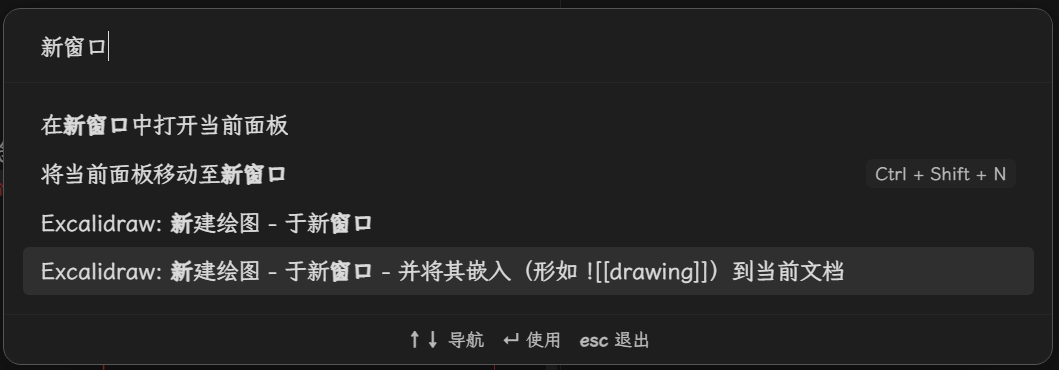 新窗口
在新窗口中打开当前面板
将当前面板移动至新窗口 Ctrl + Shift + N
Excalidraw: 新建绘图 - 于新窗口
Excalidraw: 新建绘图 - 于新窗口 - 并将其嵌入（形如 ![[drawing]]）到当前文档
↑↓ 导航 ↵ 使用 esc 退出